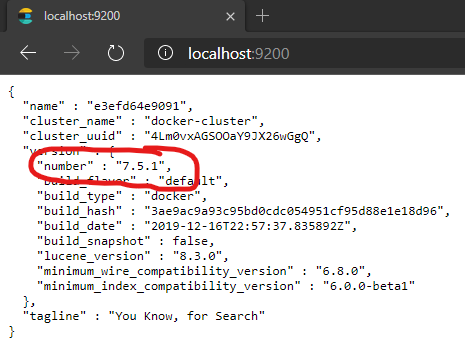 localhost:9200
localhost:9200
{
"name" : "e3efd64e9091",
"cluster_name" : "docker-cluster",
"cluster_uuid" : "4Lm0vxAGSOOaY9JX26wGgQ",
"version" : {
"number" : "7.5.1",
"build_flavor" : "default",
"build_type" : "docker",
"build_hash" : "3ae9ac9a93c95bd0cdc054951cf95d88e1e18d96",
"build_date" : "2019-12-16T22:57:37.835892Z",
"build_snapshot" : false,
"lucene_version" : "8.3.0",
"minimum_wire_compatibility_version" : "6.8.0",
"minimum_index_compatibility_version" : "6.0.0-beta1"
},
"tagline" : "You Know, for Search"
}